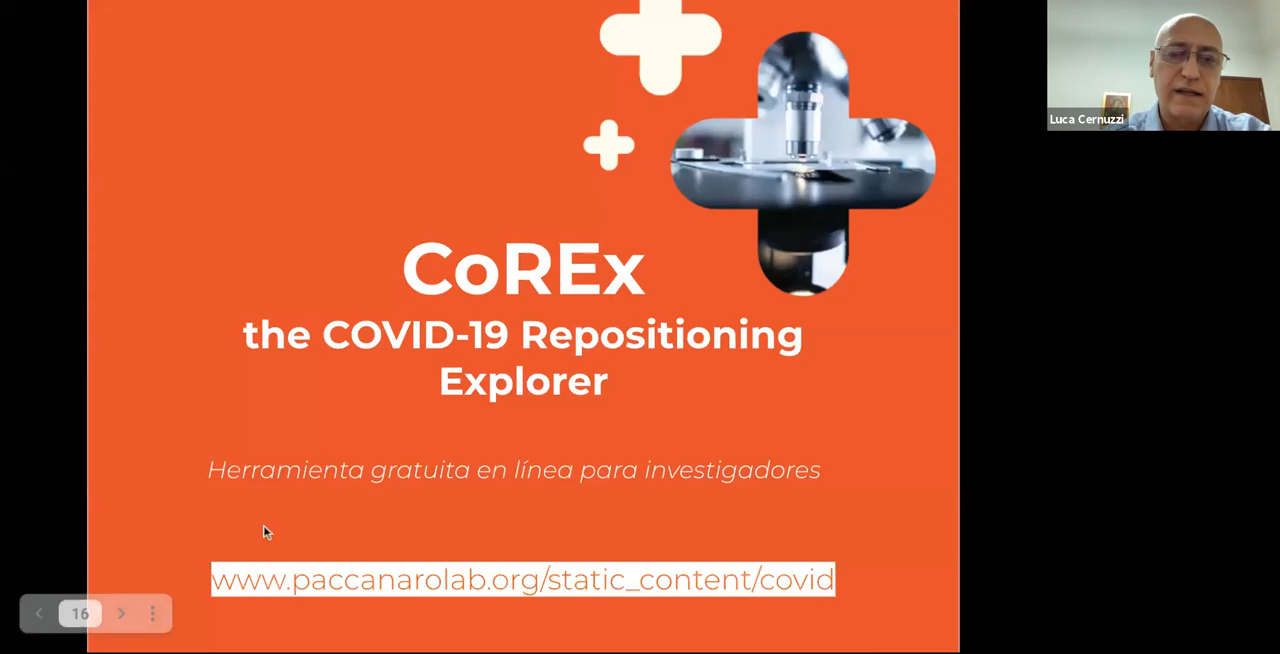 Luca Cernuzzi
CoREx
the COVID-19 Repositioning
Explorer
Herramienta gratuita en línea para investigadores
www.paccanarolab.org/static_content/covid
16